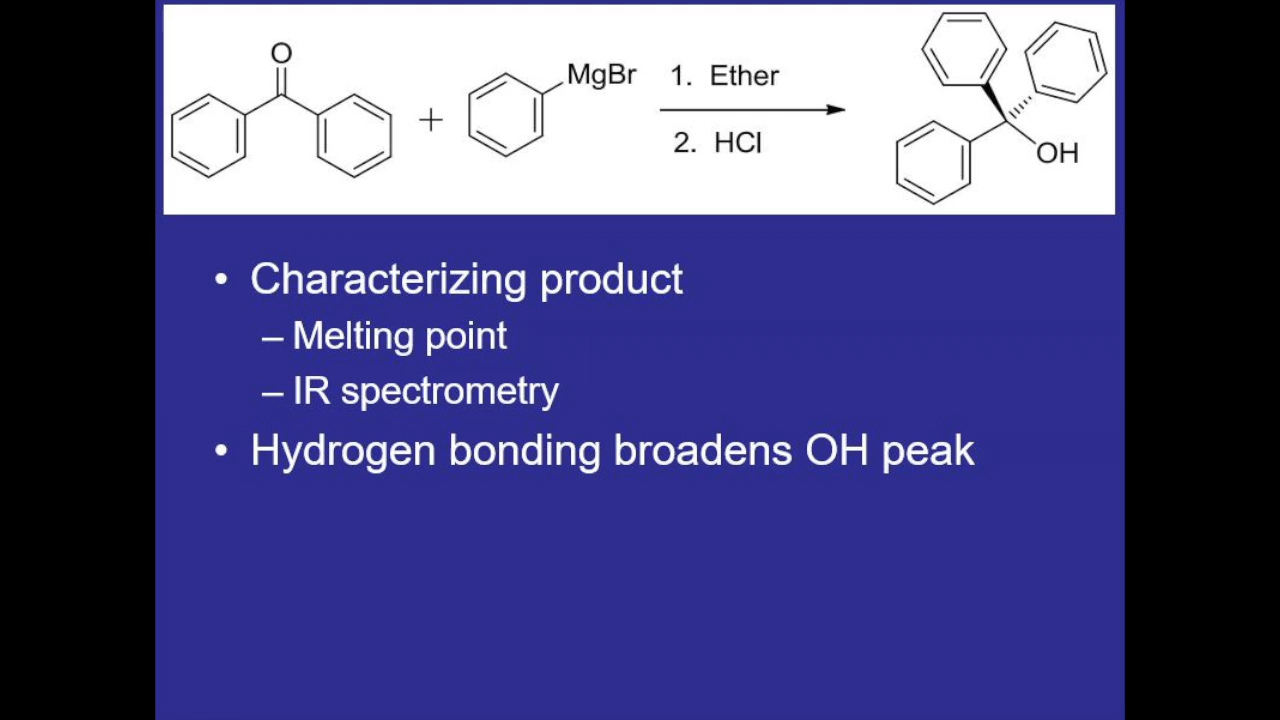 O
MgBr
+
1. Ether
2. HCl
OH
• Characterizing product
– Melting point
– IR spectrometry
• Hydrogen bonding broadens OH peak